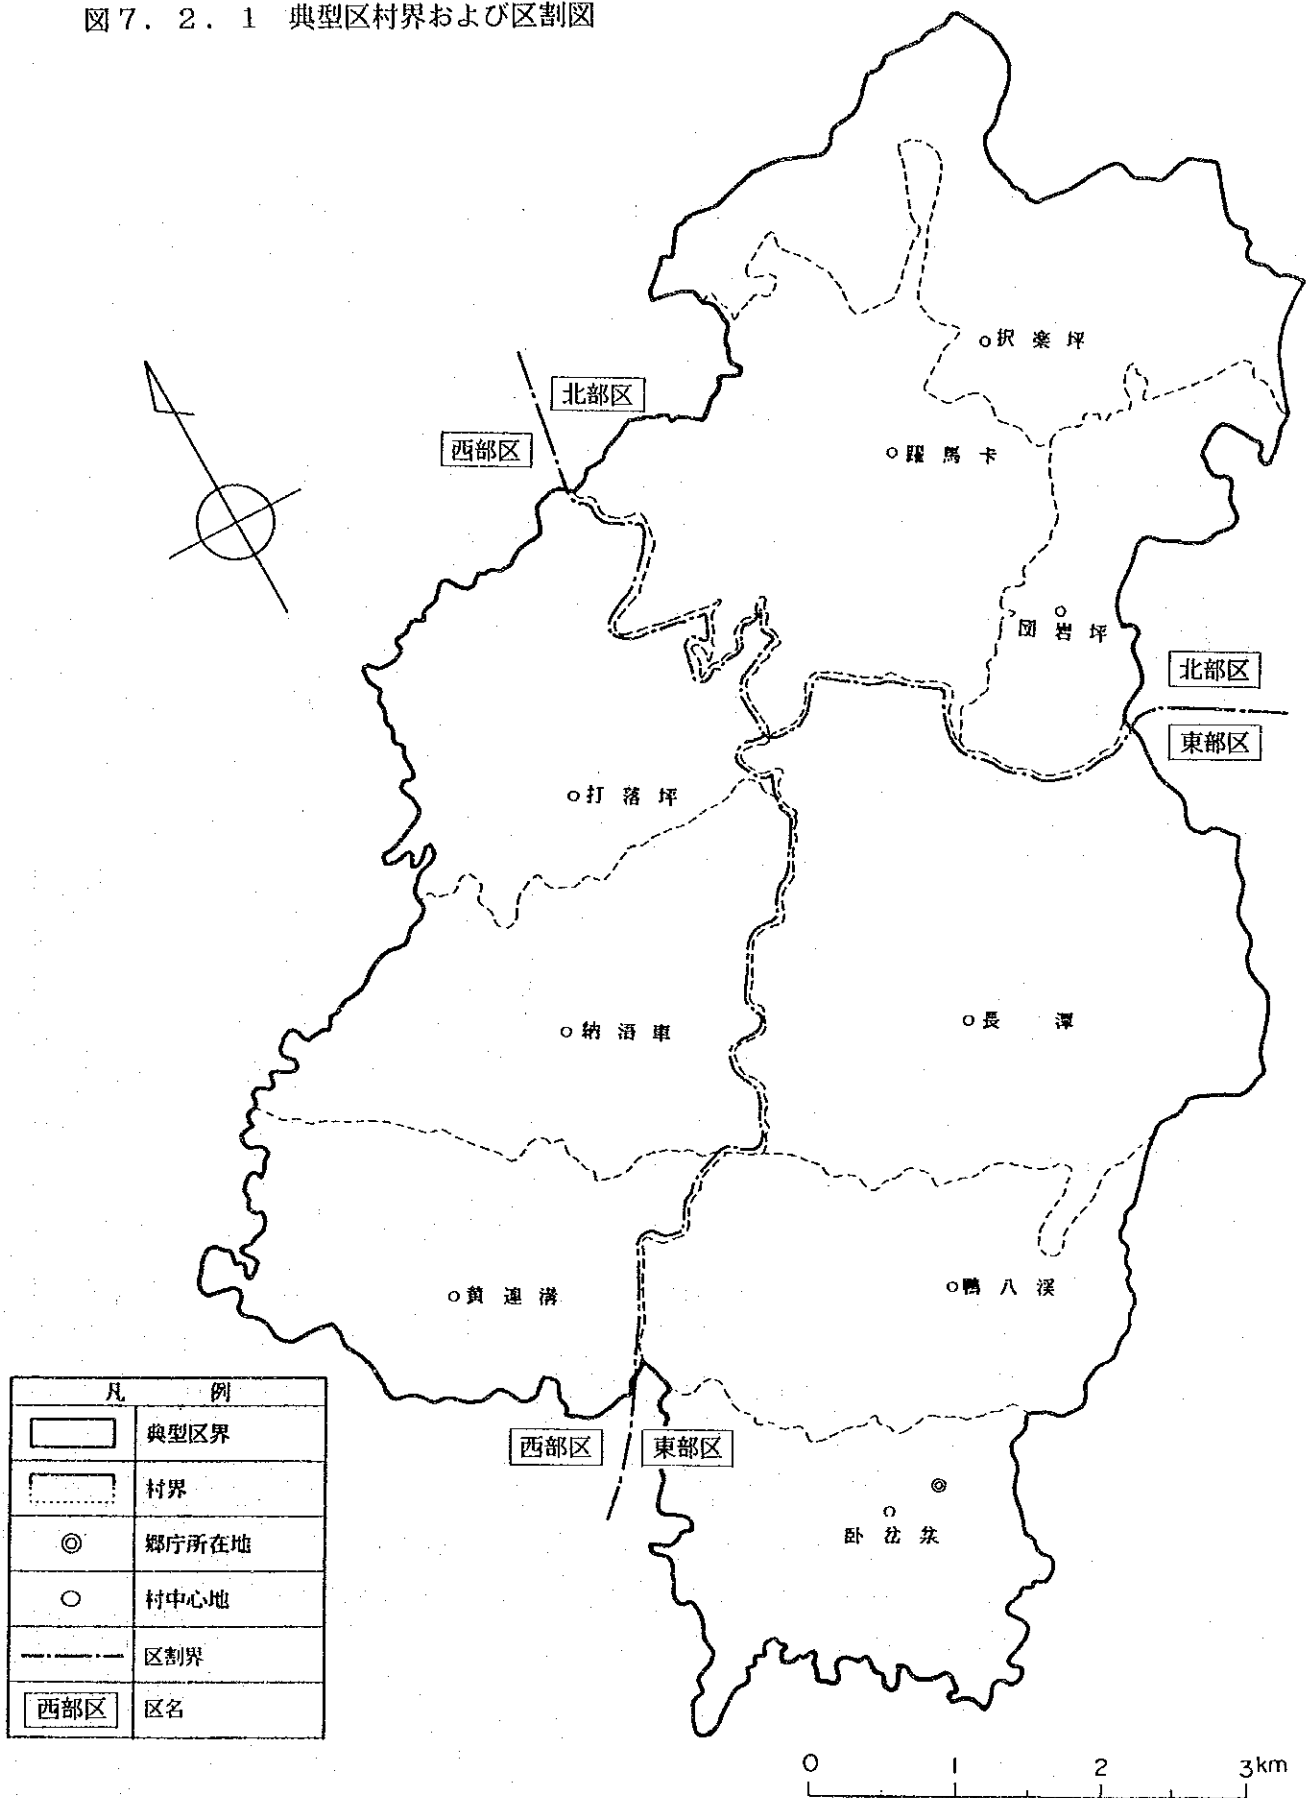 図7．2．1　典型区村界および区割図
北部区
西部区
択楽坪
躍馬卡
団岩坪
北部区
東部区
打落坪
納酒車
長潭
黄連溝
鴨八渓
西部区
東部区
卧
凡例
典型区界
村界
郷庁所在地
村中心地
区割界
西部区 区名
0 1 2 3km